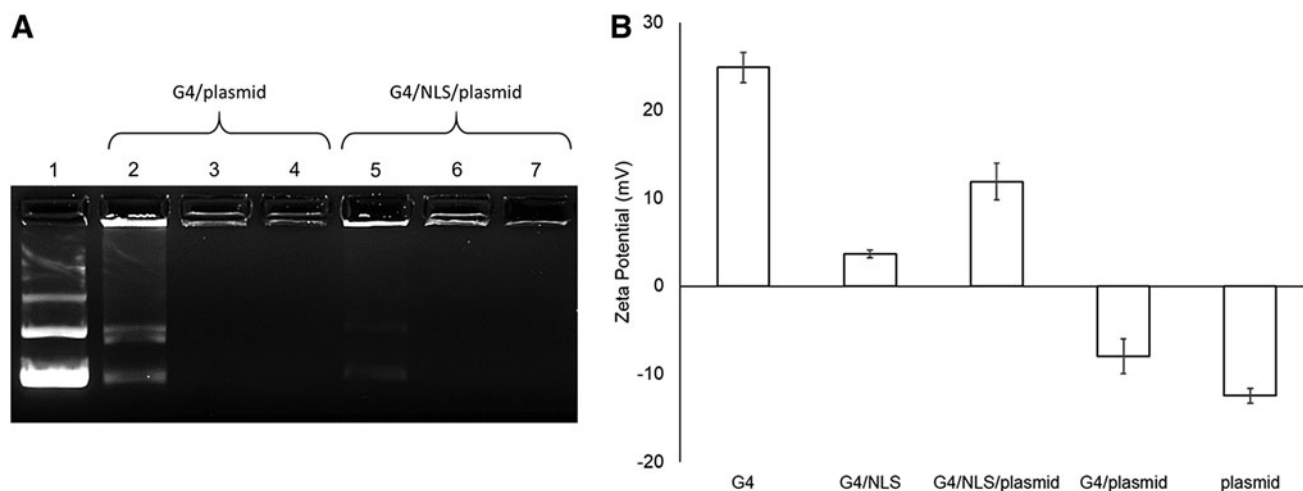 A
G4/plasmid
G4/NLS/plasmid
1 2 3 4 5 6 7
B
Zeta Potential (mV)
30
20
10
0
-10
-20
G4 G4/NLS G4/NLS/plasmid G4/plasmid plasmid